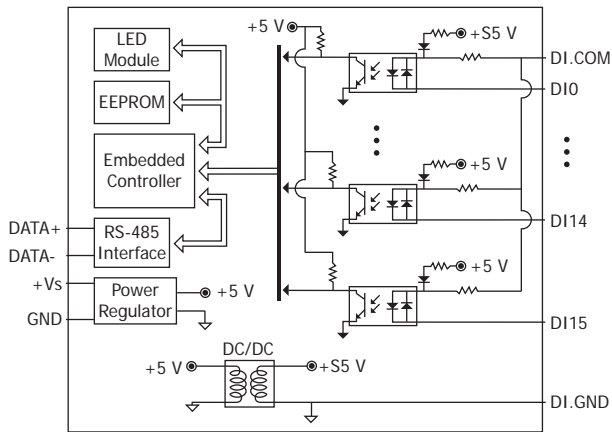 +5 V
+S5 V
LED
Module
EEPROM
Embedded
Controller
RS-485
Interface
Power
Regulator
+5 V
DATA+
DATA-
+Vs
GND
DI.COM
DI0
+5 V
DI14
+5 V
DI15
DC/DC
+5 V
+S5 V
DI.GND